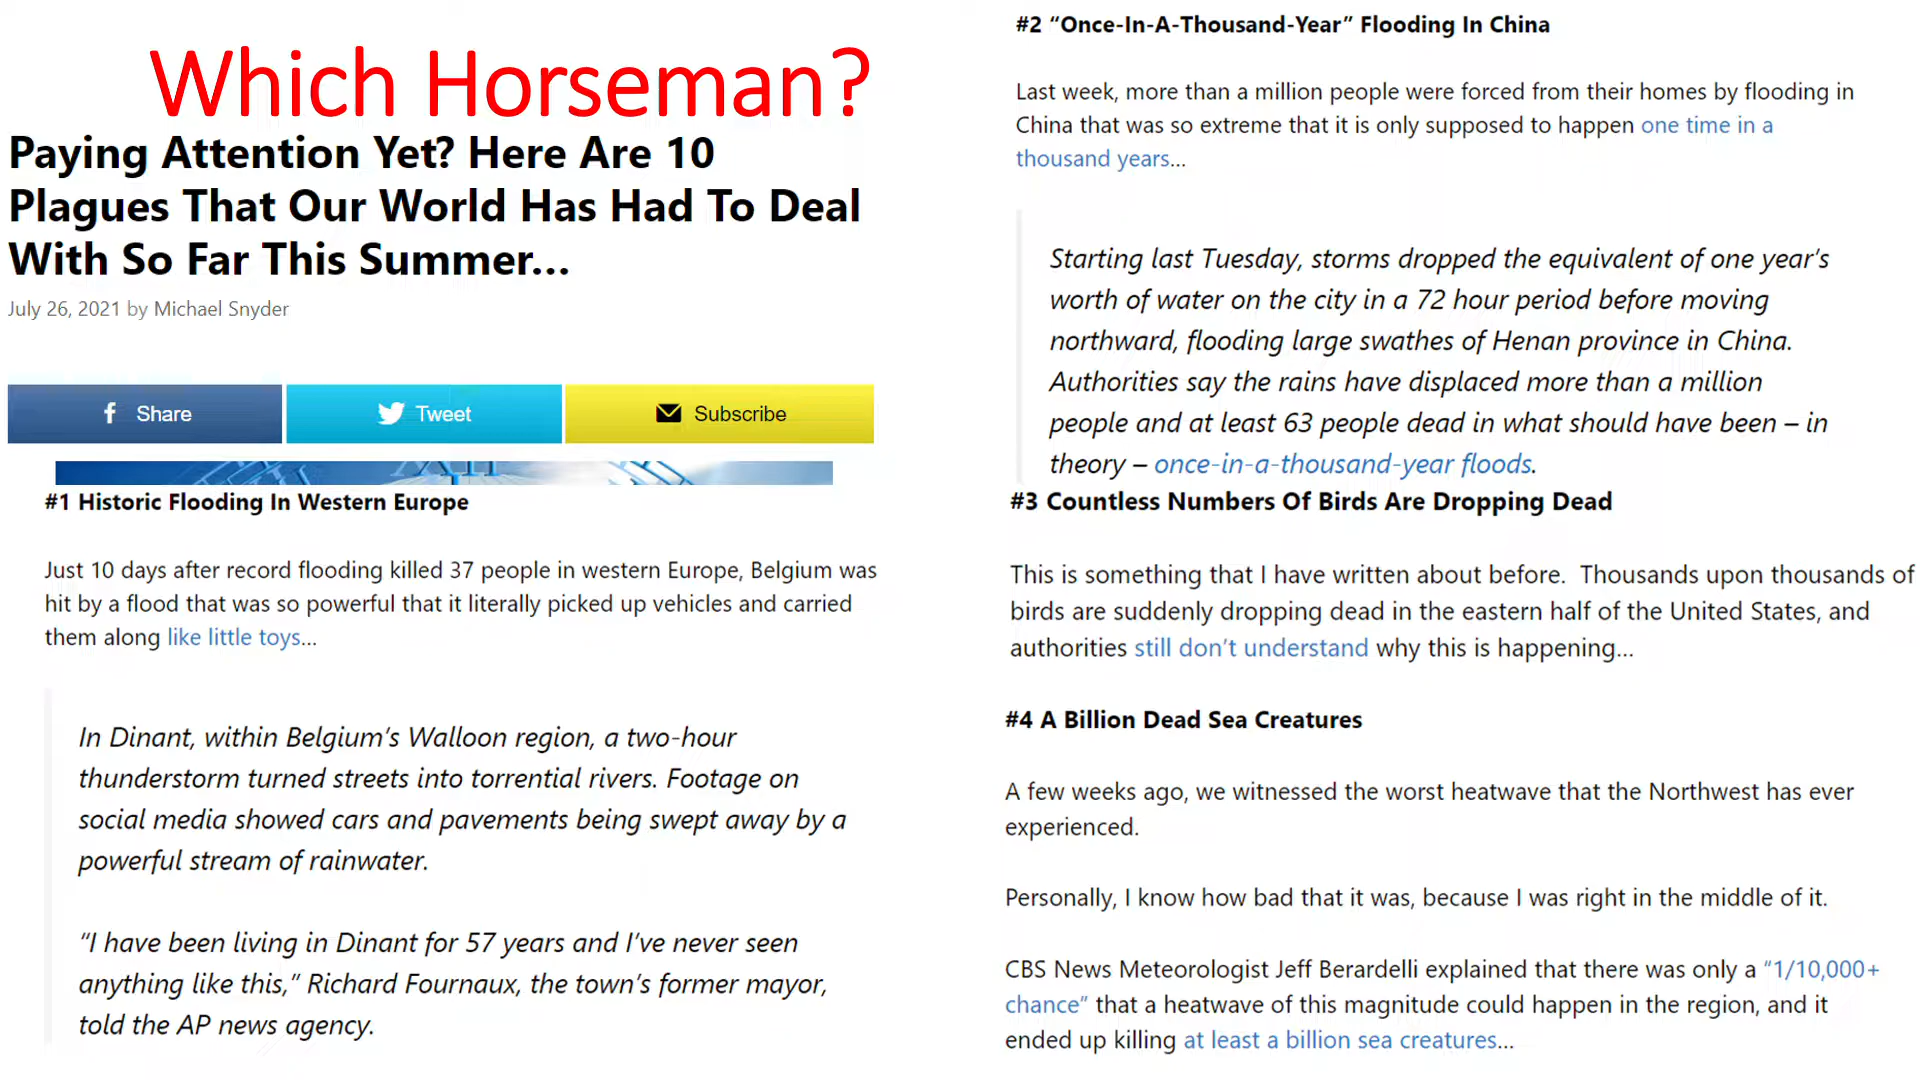 Which Horseman?
Paying Attention Yet? Here Are 10
Plagues That Our World Has Had To Deal
With So Far This Summer…
July 26, 2021 by Michael Snyder
Share
Tweet
Subscribe
#1 Historic Flooding In Western Europe
Just 10 days after record flooding killed 37 people in western Europe, Belgium was
hit by a flood that was so powerful that it literally picked up vehicles and carried
them along like little toys…
In Dinant, within Belgium’s Walloon region, a two-hour
thunderstorm turned streets into torrential rivers. Footage on
social media showed cars and pavements being swept away by a
powerful stream of rainwater.
“I have been living in Dinant for 57 years and I’ve never seen
anything like this,” Richard Fournaux, the town’s former mayor,
told the AP news agency.
#2 “Once-In-A-Thousand-Year” Flooding In China
Last week, more than a million people were forced from their homes by flooding in
China that was so extreme that it is only supposed to happen one time in a
thousand years…
Starting last Tuesday, storms dropped the equivalent of one year’s
worth of water on the city in a 72 hour period before moving
northward, flooding large swathes of Henan province in China.
Authorities say the rains have displaced more than a million
people and at least 63 people dead in what should have been – in
theory – once-in-a-thousand-year floods.
#3 Countless Numbers Of Birds Are Dropping Dead
This is something that I have written about before. Thousands upon thousands of
birds are suddenly dropping dead in the eastern half of the United States, and
authorities still don’t understand why this is happening…
#4 A Billion Dead Sea Creatures
A few weeks ago, we witnessed the worst heatwave that the Northwest has ever
experienced.
Personally, I know how bad that it was, because I was right in the middle of it.
CBS News Meteorologist Jeff Berardelli explained that there was only a “1/10,000+
chance” that a heatwave of this magnitude could happen in the region, and it
ended up killing at least a billion sea creatures…